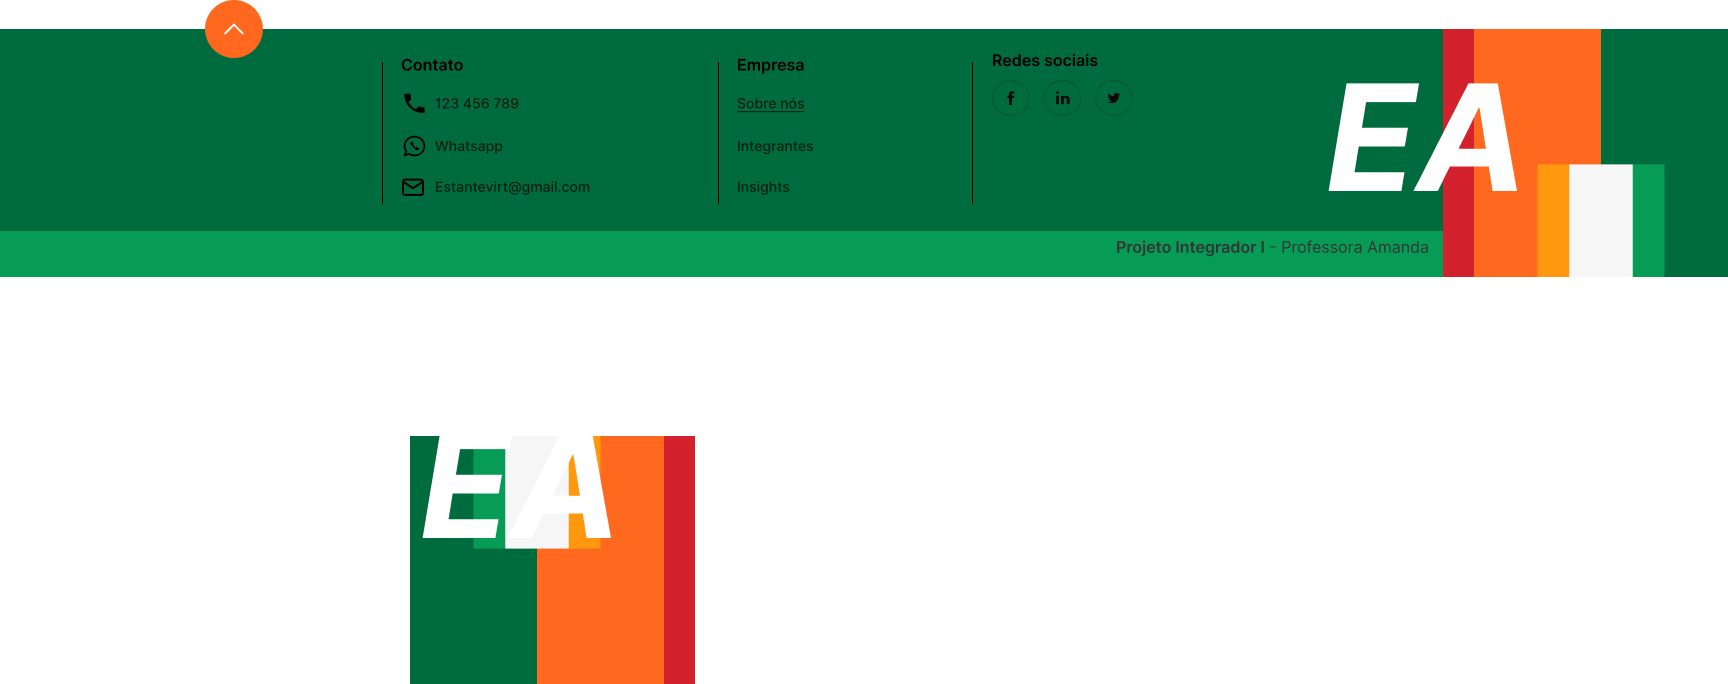 Contato
123 456 789
Whatsapp
Estantevirt@gmail.com
Empresa
Sobre nós
Integrantes
Insights
Redes sociais
f
in
EA
Projeto Integrador I - Professora Amanda
EA